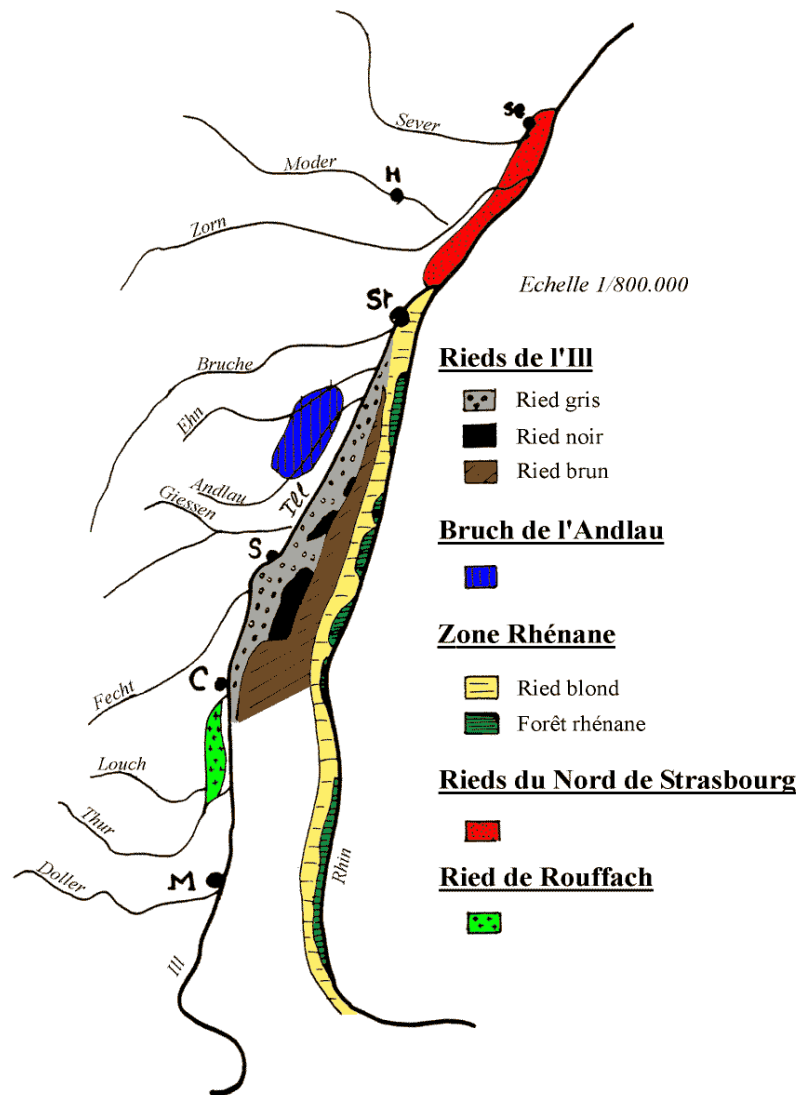 Sever
Se
Moder
H
Zorn
Echelle 1/800.000
St
Bruche
Rieds de l'Ill
Ried gris
Ried noir
Ried brun
Ehn
Andlau
Giessen
Ill
S
Bruch de l'Andlau
Zone Rhénane
Ried blond
Forêt rhénane
Fecht
C
Louch
Thur
Rieds du Nord de Strasbourg
Doller
M
Rhin
Ried de Rouffach
Ill